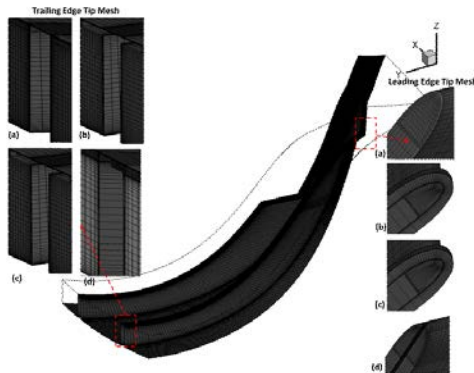 Trailing Edge Tip Mesh
(a)
(b)
(c)
(d)
Z
X
Y
Leading Edge Tip Mesh
(a)
(b)
(c)
(d)